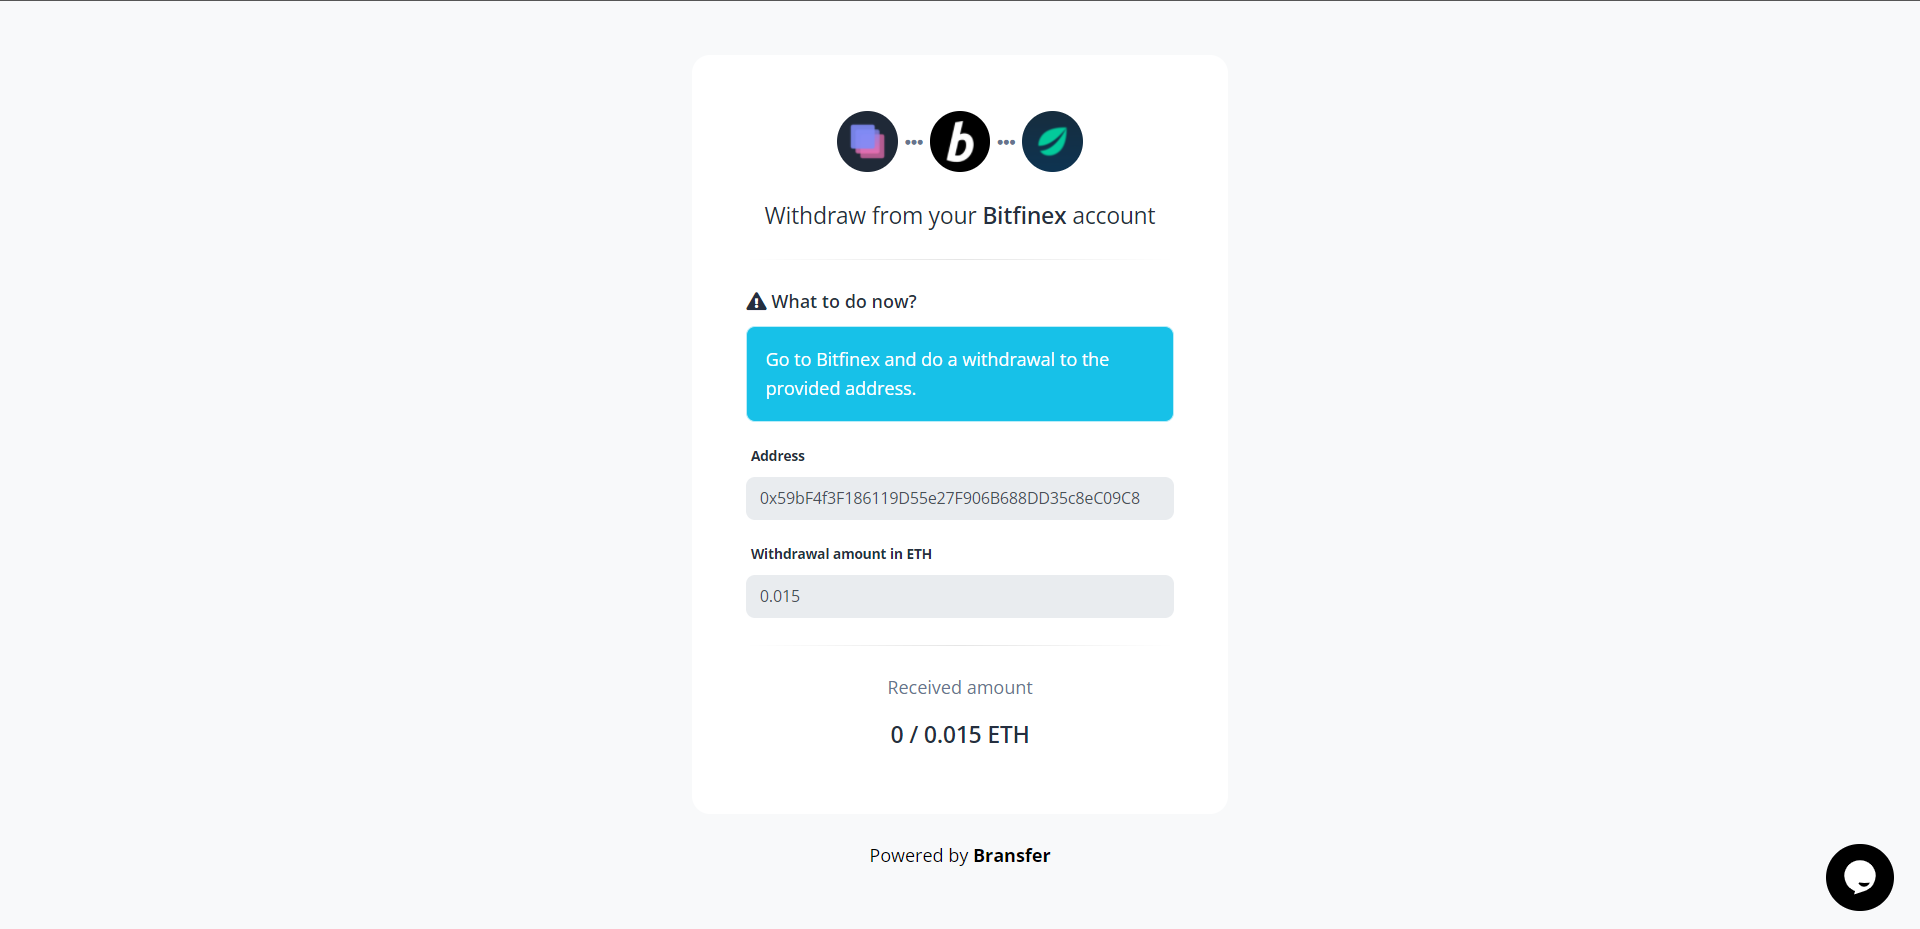 b
Withdraw from your Bitfinex account
What to do now?
Go to Bitfinex and do a withdrawal to the
provided address.
Address
0x59bF4f3F186119D55e27F906B688DD35c8eC09C8
Withdrawal amount in ETH
0.015
Received amount
0 / 0.015 ETH
Powered by Bransfer